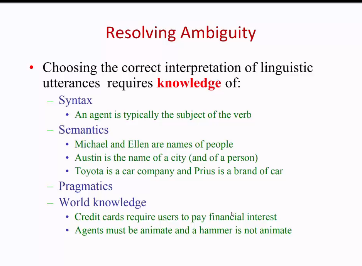 Resolving Ambiguity
• Choosing the correct interpretation of linguistic
utterances requires knowledge of:
– Syntax
• An agent is typically the subject of the verb
– Semantics
• Michael and Ellen are names of people
• Austin is the name of a city (and of a person)
• Toyota is a car company and Prius is a brand of car
– Pragmatics
– World knowledge
• Credit cards require users to pay financial interest
• Agents must be animate and a hammer is not animate